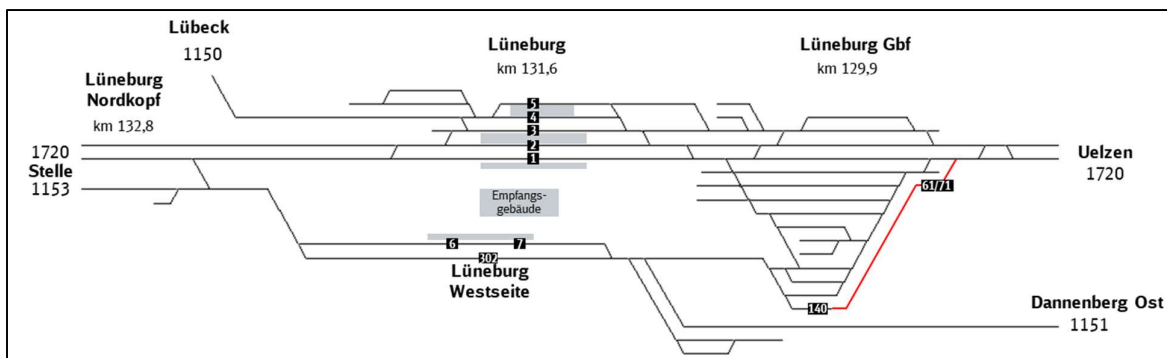 Lübeck
1150
Lüneburg
km 131,6
Lüneburg Gbf
km 129,9
Lüneburg
Nordkopf
km 132,8
5
4
3
2
1
1720
Stelle
1153
Uelzen
1720
61/71
Empfangs-
gebäude
6 7
302
Lüneburg
Westseite
140
Dannenberg Ost
1151